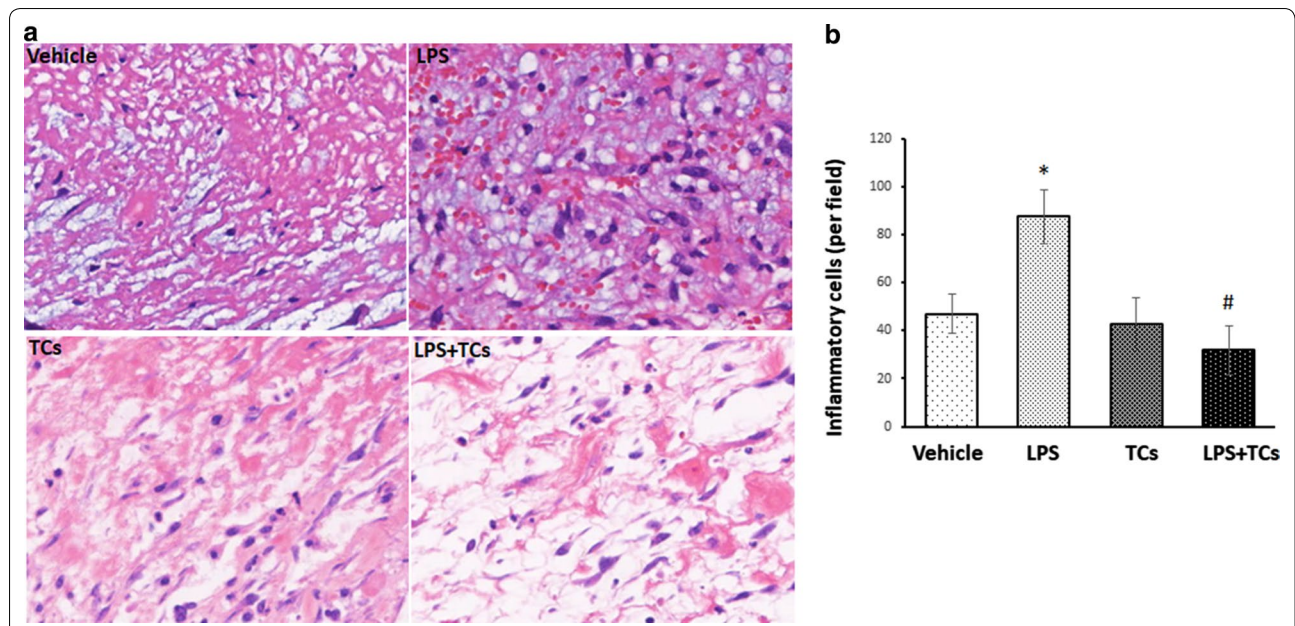 a
Vehicle
LPS
TCs
LPS+TCs
b
Inflammatory cells (per field)
120
100
80
60
40
20
0
*
#
Vehicle LPS TCs LPS+TCs